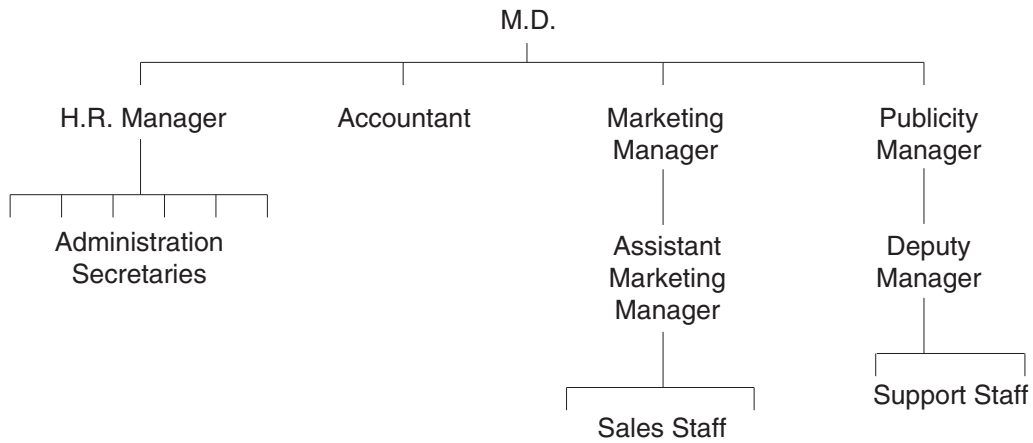 M.D.
H.R. Manager
Accountant
Marketing
Manager
Publicity
Manager
Administration
Secretaries
Assistant
Marketing
Manager
Deputy
Manager
Support Staff
Sales Staff